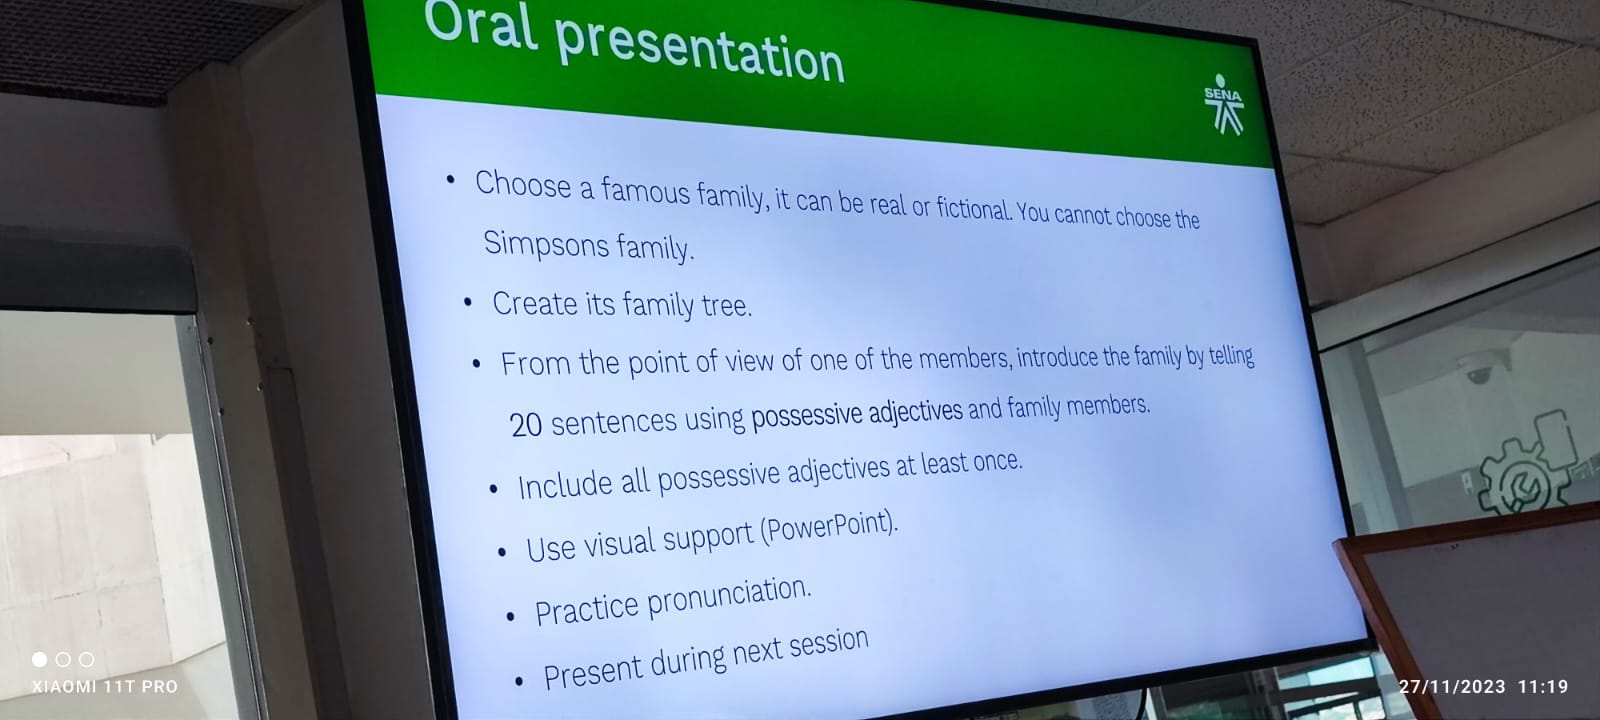 Oral presentation
SENA
• Choose a famous family, it can be real or fictional. You cannot choose the
Simpsons family.
• Create its family tree.
• From the point of view of one of the members, introduce the family by telling
20 sentences using possessive adjectives and family members.
• Include all possessive adjectives at least once.
• Use visual support (PowerPoint).
• Practice pronunciation.
• Present during next session
XIAOMI 11T PRO
27/11/2023 11:19